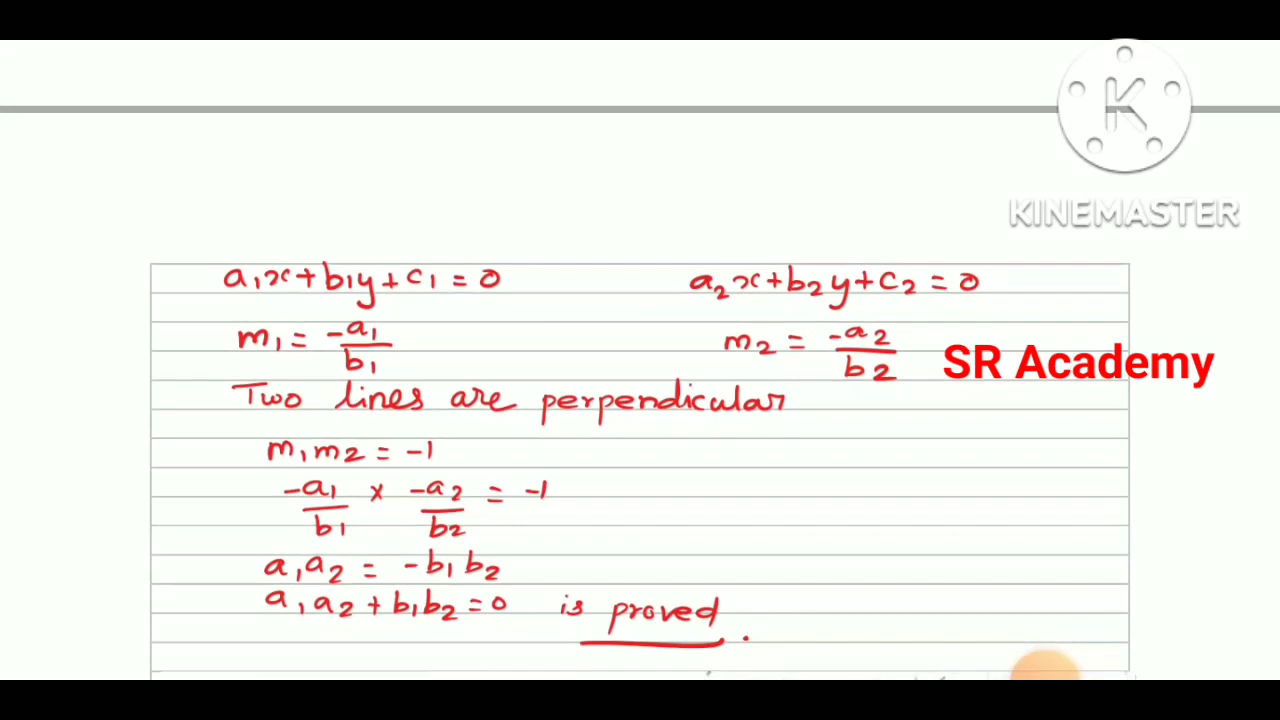 K
KINEMASTER
a₁x+b₁y+c₁=0
a₂x+b₂y+c₂=0
m₁ = -a₁/b₁
m₂ = -a₂/b₂
SR Academy
Two lines are perpendicular
m₁m₂ = -1
-a₁/b₁ × -a₂/b₂ = -1
a₁a₂ = -b₁b₂
a₁a₂+b₁b₂=0 is proved.